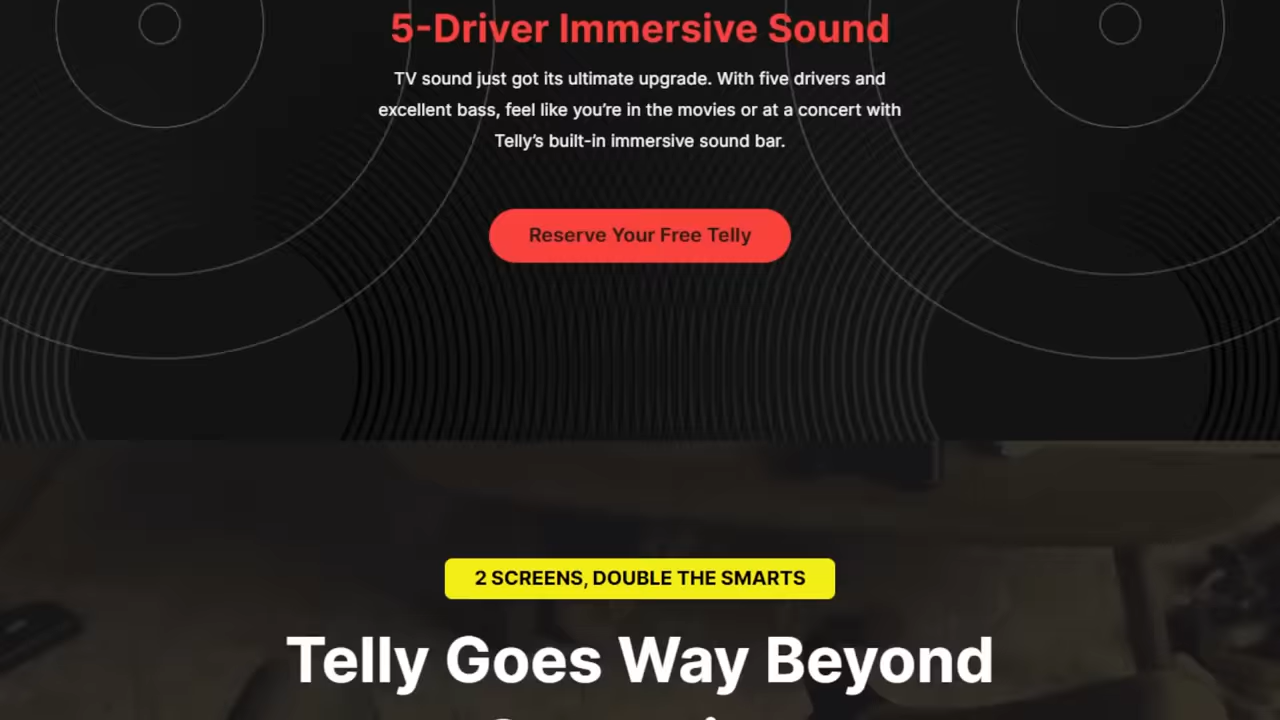 5-Driver Immersive Sound
TV sound just got its ultimate upgrade. With five drivers and
excellent bass, feel like you’re in the movies or at a concert with
Telly’s built-in immersive sound bar.
Reserve Your Free Telly
2 SCREENS, DOUBLE THE SMARTS
Telly Goes Way Beyond